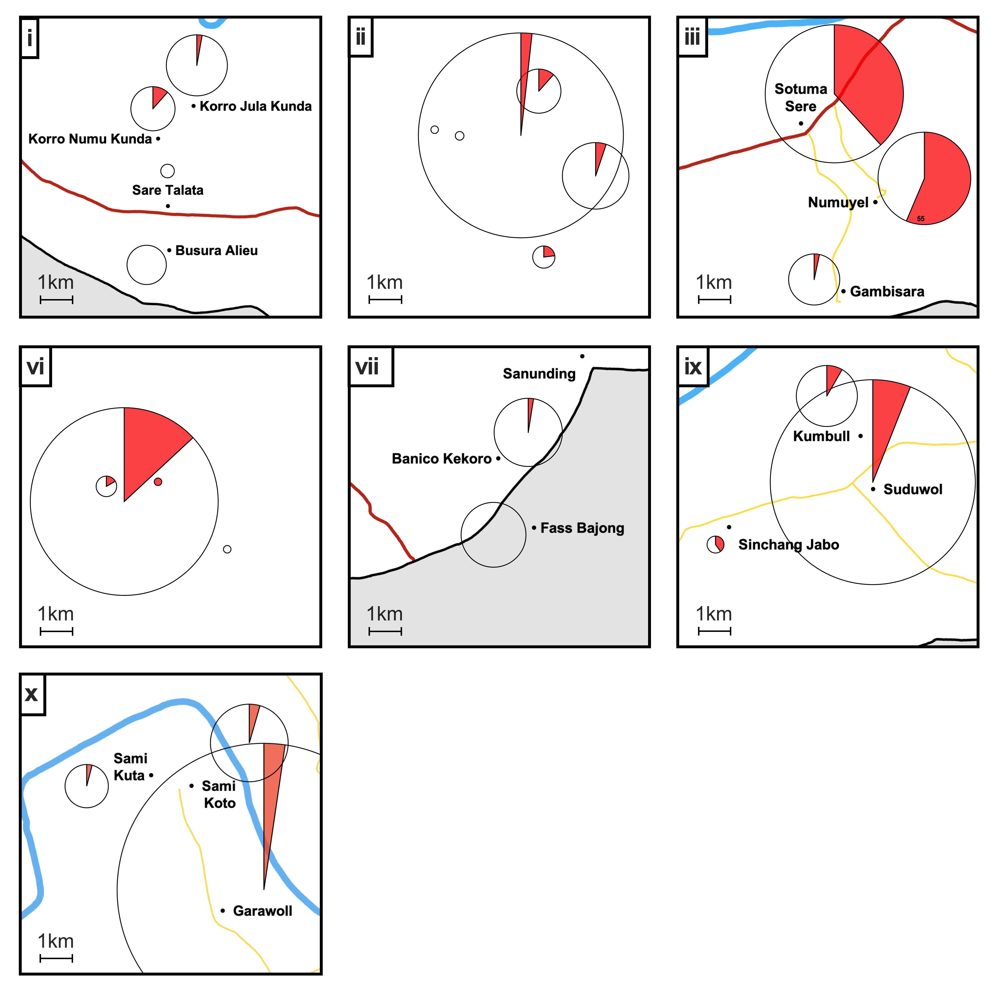 i
Korro Jula Kunda
Korro Numu Kunda
Sare Talata
Busura Alieu
1km
ii
1km
iii
Sotuma
Sere
Numuyel
55
Gambisara
1km
vi
1km
vii
Sanunding
Banico Kekoro
Fass Bajong
1km
ix
Kumbull
Suduwol
Sinchang Jabo
1km
x
Sami
Kuta
Sami
Koto
Garawoll
1km